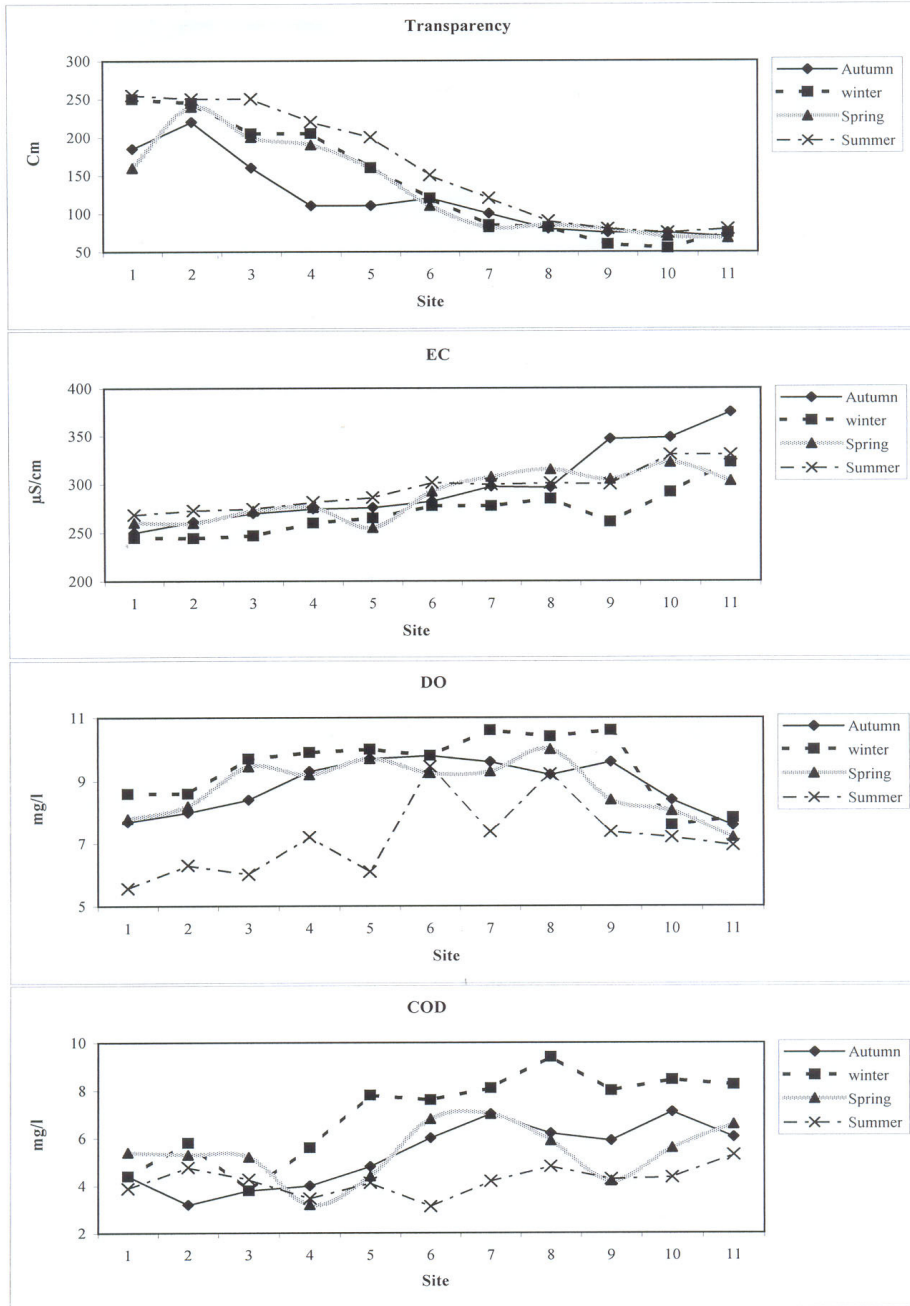 Transparency
300
250
200
150
100
50
Cm
1 2 3 4 5 6 7 8 9 10 11
Site
Autumn
winter
Spring
Summer
EC
400
350
300
250
200
µS/cm
1 2 3 4 5 6 7 8 9 10 11
Site
Autumn
winter
Spring
Summer
DO
11
9
7
5
mg/l
1 2 3 4 5 6 7 8 9 10 11
Site
Autumn
winter
Spring
Summer
COD
10
8
6
4
2
mg/l
1 2 3 4 5 6 7 8 9 10 11
Site
Autumn
winter
Spring
Summer